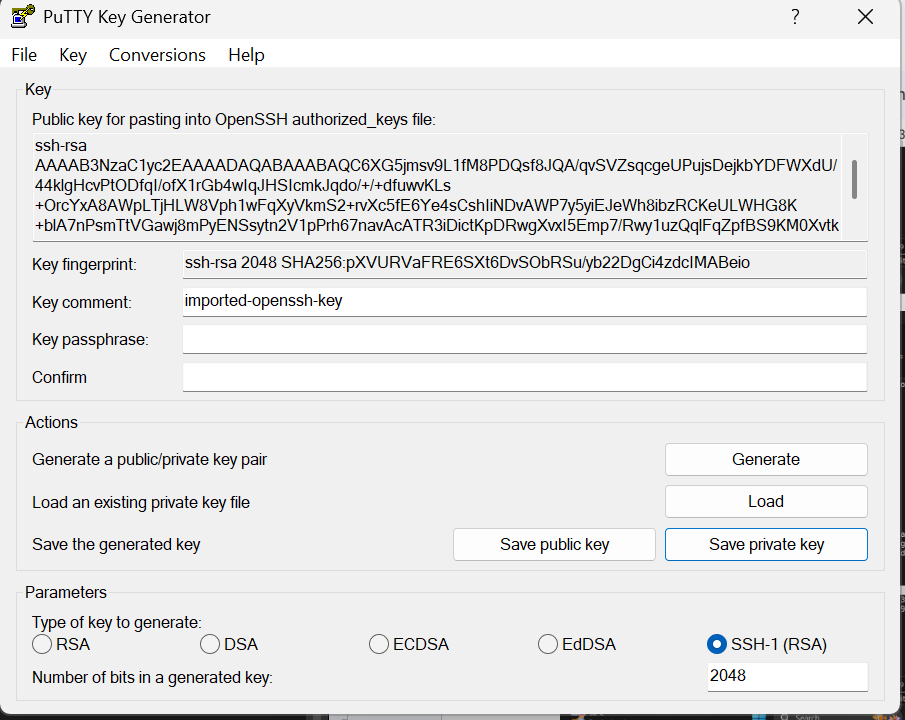 PuTTY Key Generator
?
File Key Conversions Help
Key
Public key for pasting into OpenSSH authorized_keys file:
ssh-rsa
AAAAB3NzaC1yc2EAAAADAQABAAABAQC6XG5jmsv9L1fM8PDQsf8JQA/qvSVZsqcgeUPujsDejkbYDFWXdU/
44klgHcvPtODfqI/ofX1rGb4wIqJHSIcmkJqdo/+/+dfuwvKLs
+OrcYxA8AWpLTjHLW8Vph1wFqXyVkmS2+rvXc5fE6Ye4sCshIiNDvAWP7y5yiEJeWh8ibzRCKeULWHG8K
+blA7nPsmTtVGawj8mPyENSsytn2V1pPrh67navAcATR3iDictKpDRwgXvxI5Emp7/Rwy1uzQqlFqZpfBS9KM0Xvtk
Key fingerprint: ssh-rsa 2048 SHA256:pXVURVaFRE6SXt6DvSObRSu/yb22DgCi4zdcIMABeio
Key comment: imported-openssh-key
Key passphrase:
Confirm
Actions
Generate a public/private key pair Generate
Load an existing private key file Load
Save the generated key Save public key Save private key
Parameters
Type of key to generate:
RSA DSA ECDSA EdDSA SSH-1 (RSA)
Number of bits in a generated key: 2048
Search